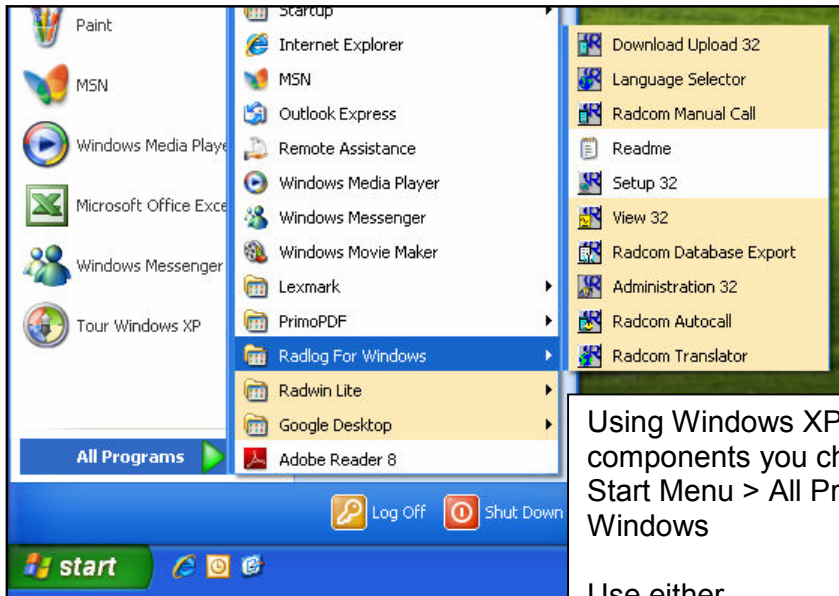 Paint
MSN
Windows Media Playe
Microsoft Office Exce
Windows Messenger
Tour Windows XP
All Programs
Startup
Internet Explorer
MSN
Outlook Express
Remote Assistance
Windows Media Player
Windows Messenger
Windows Movie Maker
Lexmark
PrimoPDF
Radlog For Windows
Radwin Lite
Google Desktop
Adobe Reader 8
Download Upload 32
Language Selector
Radcom Manual Call
Readme
Setup 32
View 32
Radcom Database Export
Administration 32
Radcom Autocall
Radcom Translator
Log Off
Shut Down
start
Using Windows XP
components you ch
Start Menu > All Pr
Windows
Use either